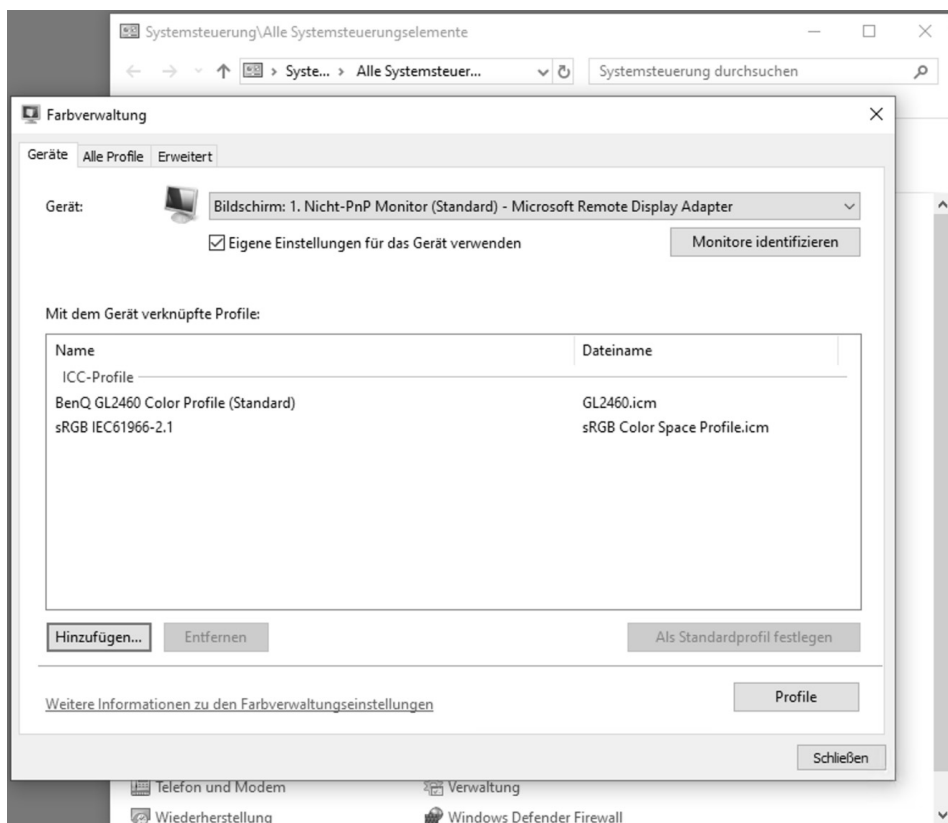 Systemsteuerung\Alle Systemsteuerungselemente
Syste... › Alle Systemsteuer...
Systemsteuerung durchsuchen
Farbverwaltung
Geräte Alle Profile Erweitert
Gerät: Bildschirm: 1. Nicht-PnP Monitor (Standard) - Microsoft Remote Display Adapter
Eigene Einstellungen für das Gerät verwenden Monitore identifizieren
Mit dem Gerät verknüpfte Profile:
Name Dateiname
ICC-Profile
BenQ GL2460 Color Profile (Standard) GL2460.icm
sRGB IEC61966-2.1 sRGB Color Space Profile.icm
Hinzufügen... Entfernen Als Standardprofil festlegen
Weitere Informationen zu den Farbverwaltungseinstellungen Profile
Schließen
Telefon und Modem Verwaltung
Wiederherstellung Windows Defender Firewall